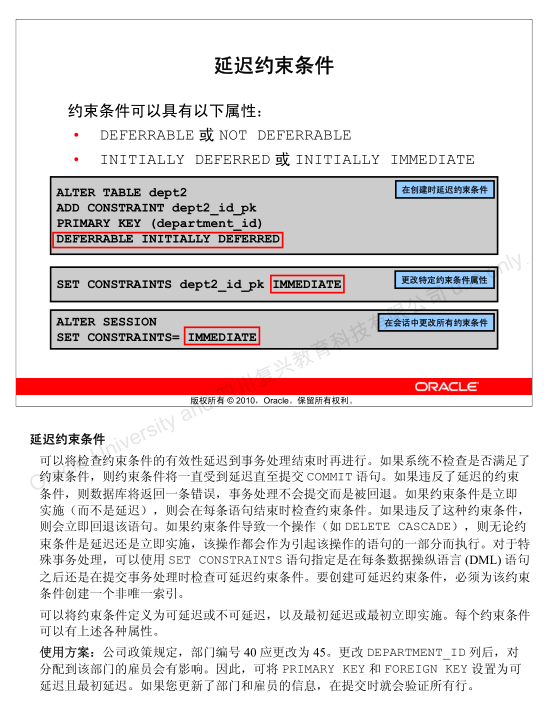 延迟约束条件
约束条件可以具有以下属性：
• DEFERRABLE 或 NOT DEFERRABLE
• INITIALLY DEFERRED 或 INITIALLY IMMEDIATE
ALTER TABLE dept2
在创建时延迟约束条件
ADD CONSTRAINT dept2_id_pk
PRIMARY KEY (department_id)
DEFERRABLE INITIALLY DEFERRED
SET CONSTRAINTS dept2_id_pk IMMEDIATE
更改特定约束条件属性
ALTER SESSION
在会话中更改所有约束条件
SET CONSTRAINTS= IMMEDIATE
ORACLE
版权所有 © 2010，Oracle。保留所有权利。
延迟约束条件
可以将检查约束条件的有效性延迟到事务处理结束时再进行。如果系统不检查是否满足了
约束条件，则约束条件将一直受到延迟直至提交 COMMIT 语句。如果违反了延迟的约束
条件，则数据库将返回一条错误，事务处理不会提交而是被回退。如果约束条件是立即
实施（而不是延迟），则会在每条语句结束时检查约束条件。如果违反了这种约束条件，
则会立即回退该语句。如果约束条件导致一个操作（如 DELETE CASCADE），则无论约
束条件是延迟还是立即实施，该操作都会作为引起该操作的语句的一部分而执行。对于特
殊事务处理，可以使用 SET CONSTRAINTS 语句指定是在每条数据操纵语言 (DML) 语句
之后还是在提交事务处理时检查可延迟约束条件。要创建可延迟约束条件，必须为该约束
条件创建一个非唯一索引。
可以将约束条件定义为可延迟或不可延迟，以及最初延迟或最初立即实施。每个约束条件
可以有上述各种属性。
使用方案：公司政策规定，部门编号 40 应更改为 45。更改 DEPARTMENT_ID 列后，对
分配到该部门的雇员会有影响。因此，可将 PRIMARY KEY 和 FOREIGN KEY 设置为可
延迟且最初延迟。如果您更新了部门和雇员的信息，在提交时就会验证所有行。